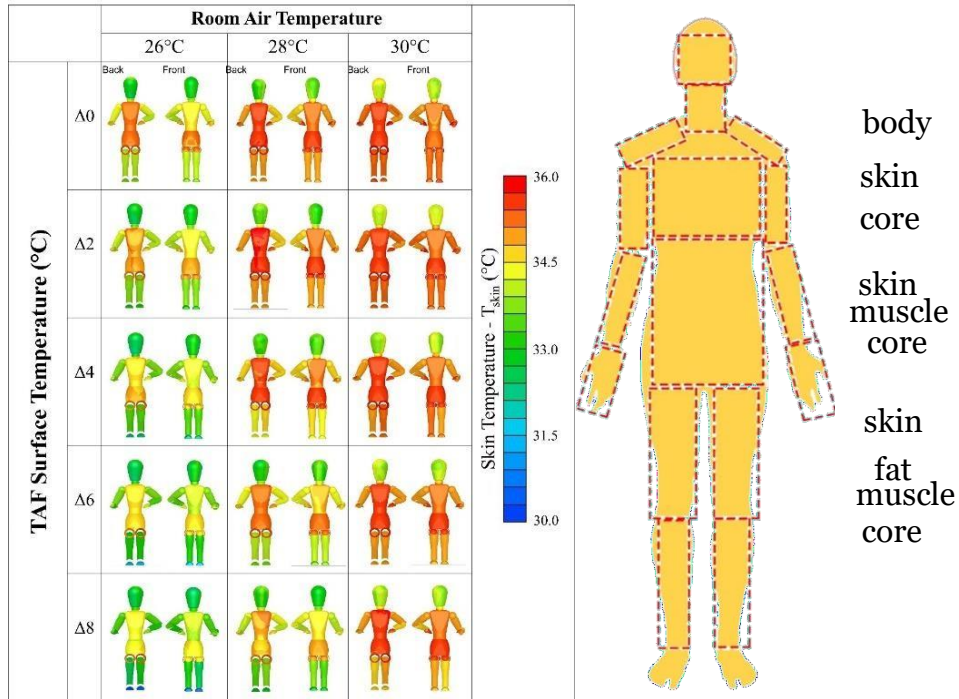 Room Air Temperature
26°C 28°C 30°C
Back Front Back Front Back Front
TAF Surface Temperature (°C)
Δ0
Δ2
Δ4
Δ6
Δ8
Skin Temperature - Tskin (°C)
36.0
34.5
33.0
31.5
30.0
body
skin
core
skin
muscle
core
skin
fat
muscle
core